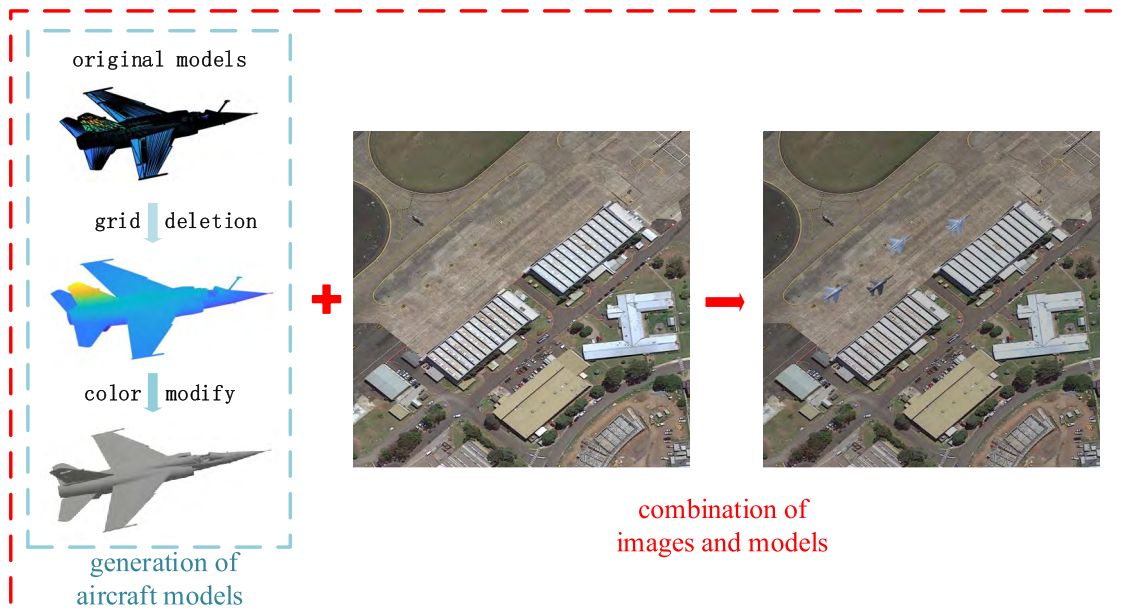 original models
grid deletion
color modify
generation of
aircraft models
combination of
images and models